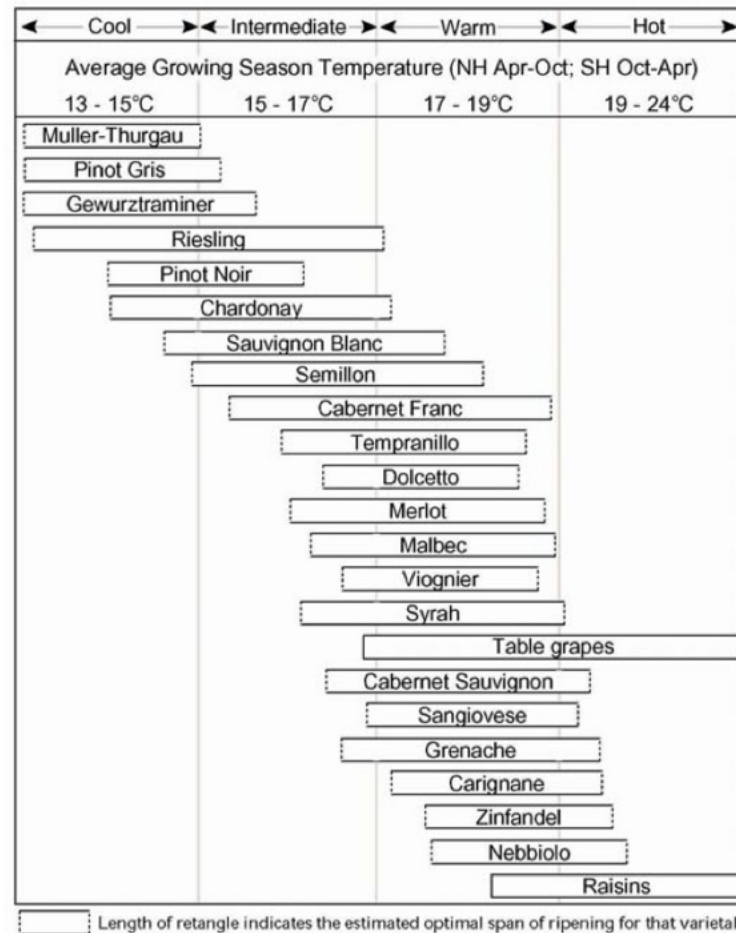 Cool Intermediate Warm Hot
Average Growing Season Temperature (NH Apr-Oct; SH Oct-Apr)
13 - 15°C 15 - 17°C 17 - 19°C 19 - 24°C
Muller-Thurgau
Pinot Gris
Gewurztraminer
Riesling
Pinot Noir
Chardonay
Sauvignon Blanc
Semillon
Cabernet Franc
Tempranillo
Dolcetto
Merlot
Malbec
Viognier
Syrah
Table grapes
Cabernet Sauvignon
Sangiovese
Grenache
Carignane
Zinfandel
Nebbiolo
Raisins
Length of retangle indicates the estimated optimal span of ripening for that varietal